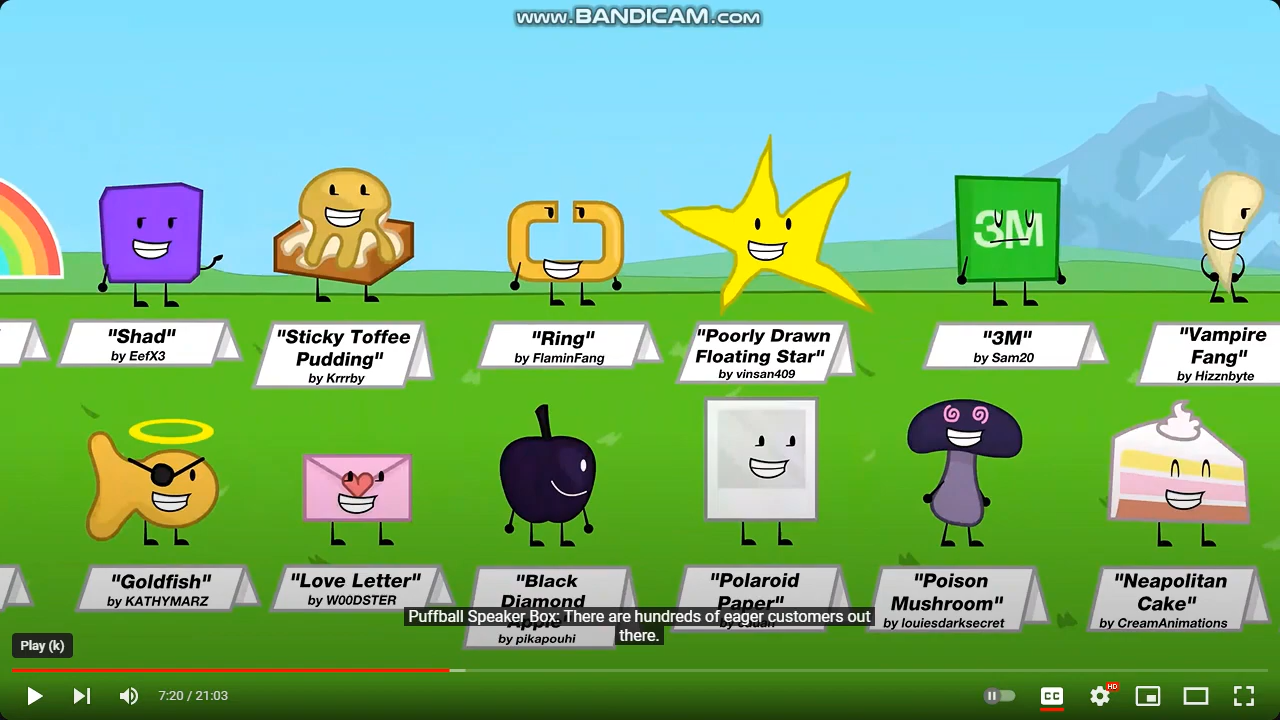 www.BANDICAM.com
3M
"Shad"
by EefX3
"Sticky Toffee
Pudding"
by Krrrby
"Ring"
by FlaminFang
"Poorly Drawn
Floating Star"
by vinsan409
"3M"
by Sam20
"Vampire
Fang"
by Hizznbyte
"Goldfish"
by KATHYMARZ
"Love Letter"
by W00DSTER
"Black
Diamond
Apple"
by pikapouhi
"Polaroid
Paper"
"Poison
Mushroom"
by louiesdarksecret
"Neapolitan
Cake"
by CreamAnimations
Puffball Speaker Box: There are hundreds of eager customers out
there.
Play (k)
7:20 / 21:03
CC
HD